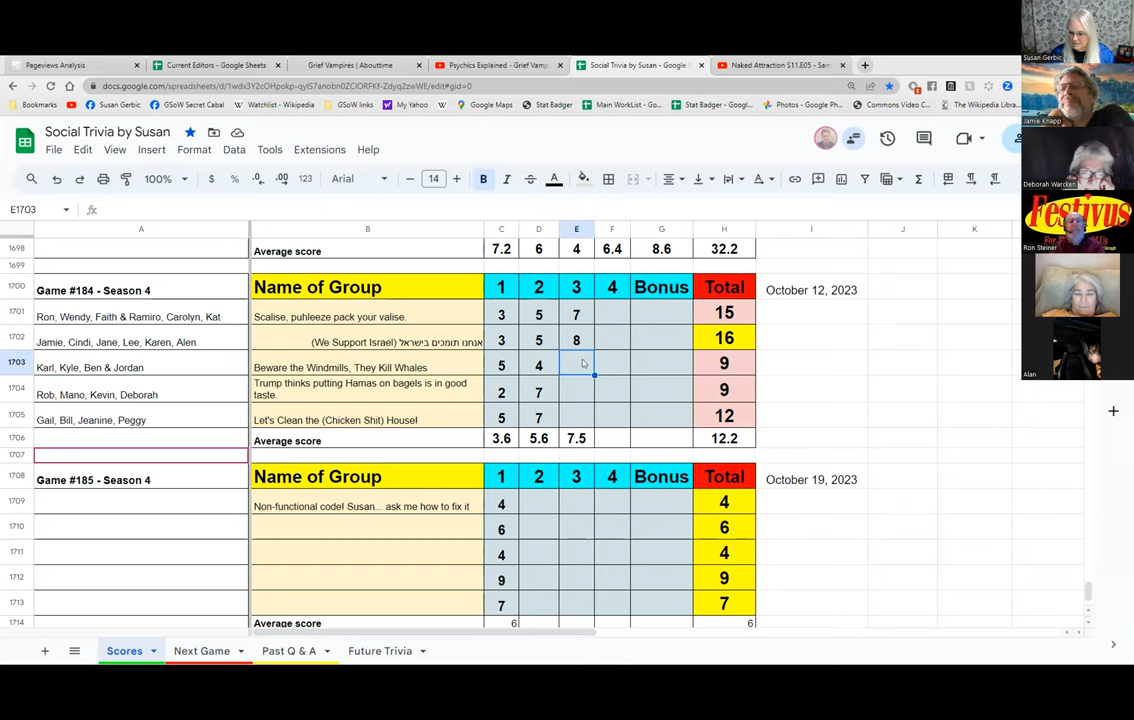 Pageviews Analysis
Current Editors - Google Sheets
Grief Vampires | Abouttime
Psychics Explained - Grief Vamp
Social Trivia by Susan - Google S
Naked Attraction S11.E05 - Sam
Bookmarks
Susan Gerbic
GSoW Secret Cabal
Watchlist - Wikipedia
GSoW links
My Yahoo
Google Maps
Stat Badger
Main WorkList - Go...
Stat Badger - Googl...
Photos - Google Ph...
Commons Video C...
The Wikipedia Libra
Social Trivia by Susan
File Edit View Insert Format Data Tools Extensions Help
100% $ % .0 .00 123 Arial 14 B I A
E1703 fx
A B C D E F G H I J K
1698 Average score 7.2 6 4 6.4 8.6 32.2
1699
1700 Game #184 - Season 4 Name of Group 1 2 3 4 Bonus Total October 12, 2023
1701 Ron, Wendy, Faith & Ramiro, Carolyn, Kat Scalise, puhleeze pack your valise. 3 5 7 15
1702 Jamie, Cindi, Jane, Lee, Karen, Alen אנחנו תומכים בישראל (We Support Israel) 3 5 8 16
1703 Karl, Kyle, Ben & Jordan Beware the Windmills, They Kill Whales 5 4 9
1704 Rob, Mano, Kevin, Deborah Trump thinks putting Hamas on bagels is in good
taste. 2 7 9
1705 Gail, Bill, Jeanine, Peggy Let's Clean the (Chicken Shit) House! 5 7 12
1706 Average score 3.6 5.6 7.5 12.2
1707
1708 Game #185 - Season 4 Name of Group 1 2 3 4 Bonus Total October 19, 2023
1709 Non-functional code! Susan... ask me how to fix it 4 4
1710 6 6
1711 4 4
1712 9 9
1713 7 7
1714 Average score 6 6
Scores Next Game Past Q & A Future Trivia
Susan Gerbic
Jamie Knapp
Deborah Warcken
Festivus
Ron Steiner
Alan